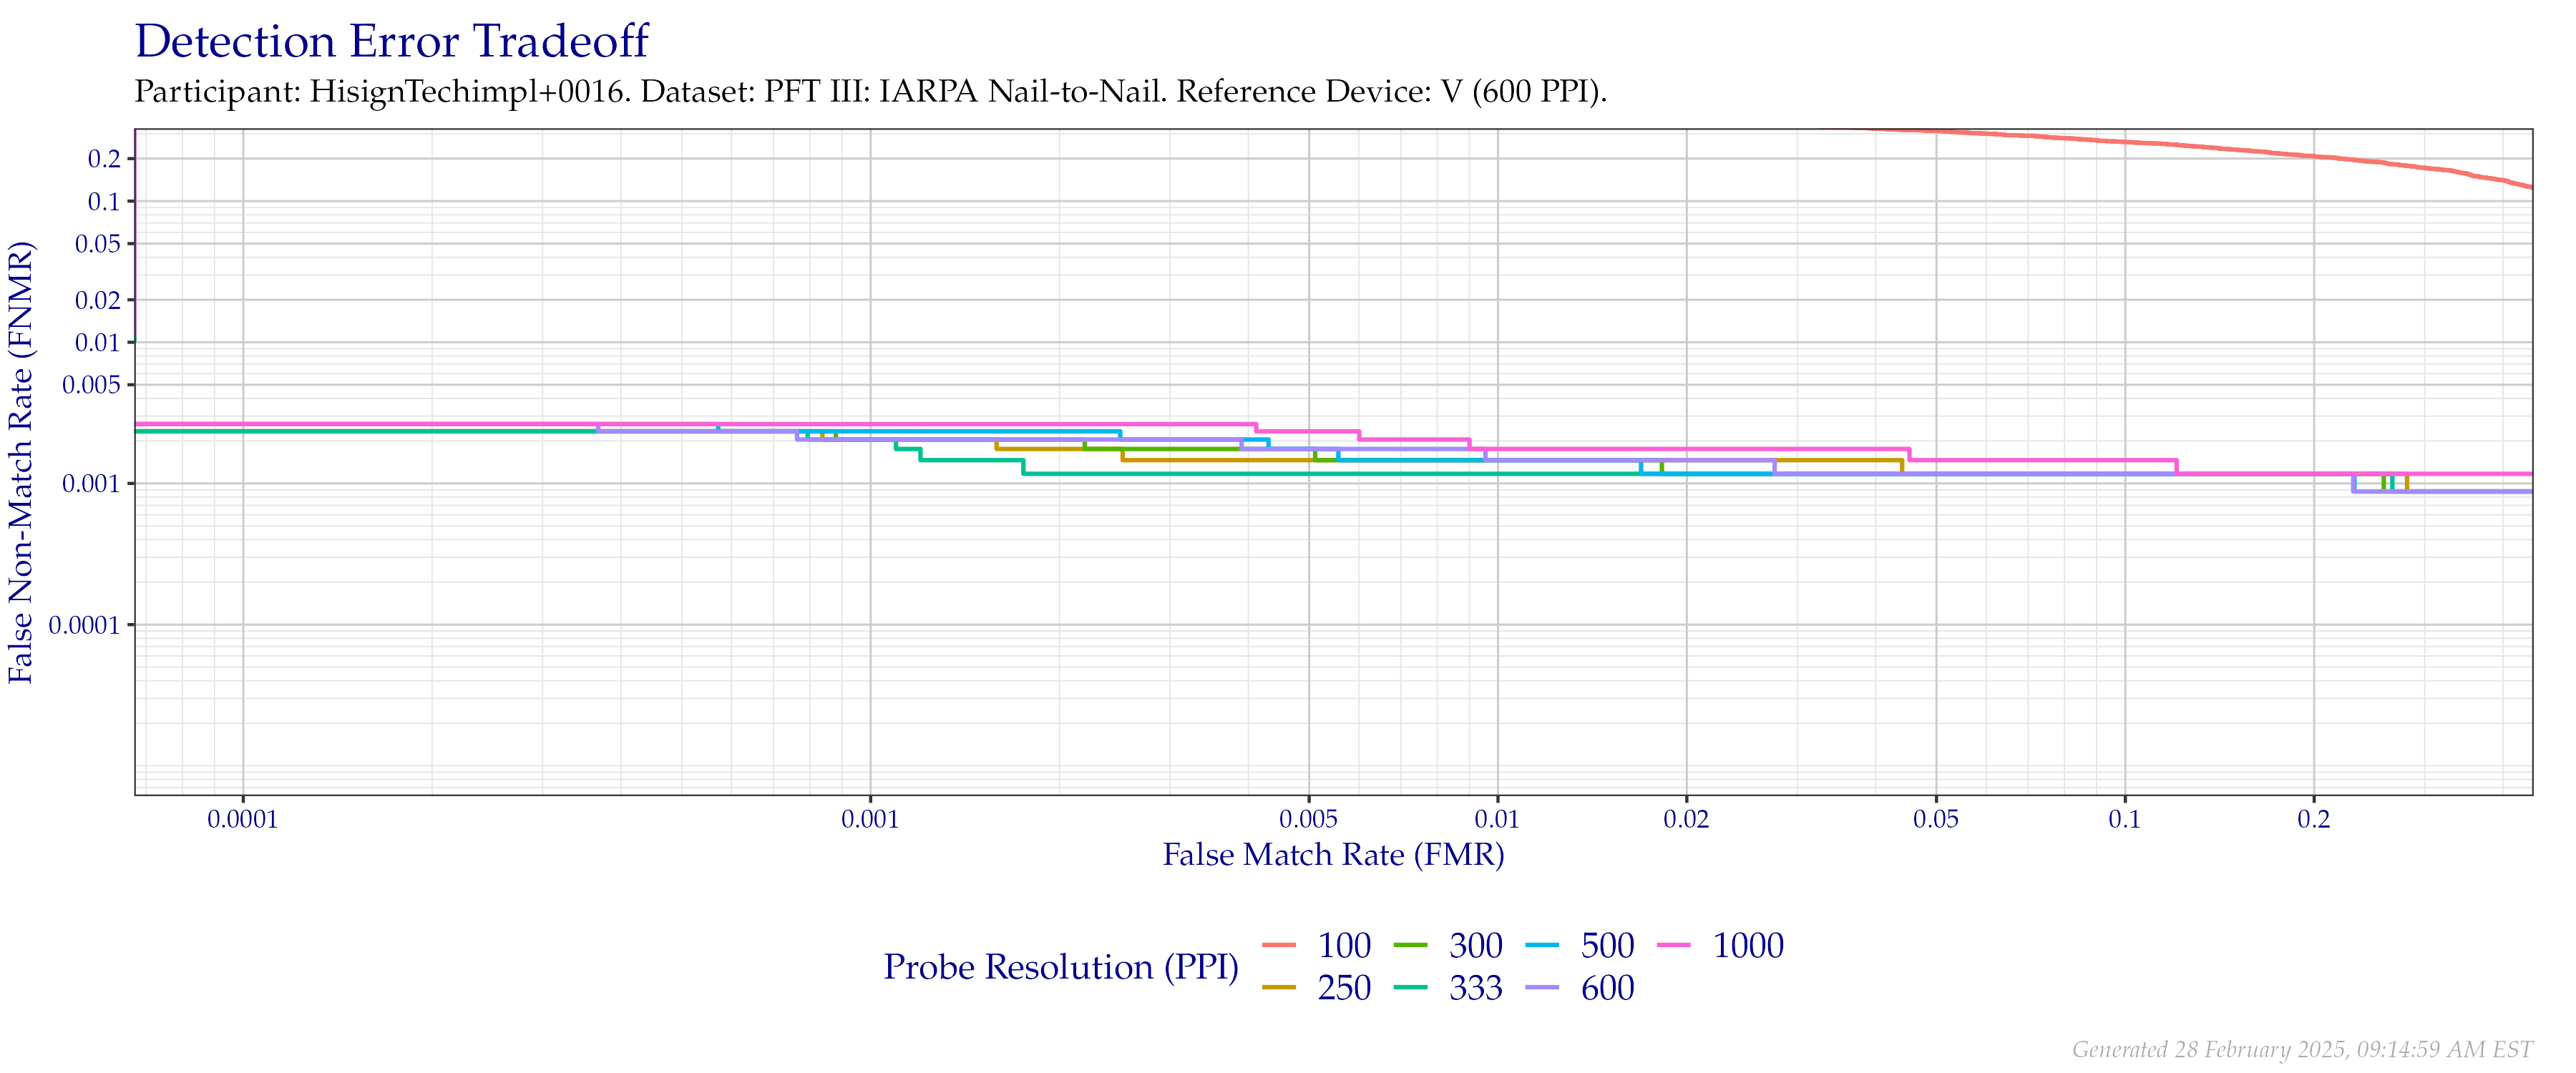 Detection Error Tradeoff
Participant: HisignTechimpl+0016. Dataset: PFT III: IARPA Nail-to-Nail. Reference Device: V (600 PPI).
False Non-Match Rate (FNMR)
0.2
0.1
0.05
0.02
0.01
0.005
0.001
0.0001
0.0001 0.001 0.005 0.01 0.02 0.05 0.1 0.2
False Match Rate (FMR)
Probe Resolution (PPI)
100 300 500 1000
250 333 600
Generated 28 February 2025, 09:14:59 AM EST